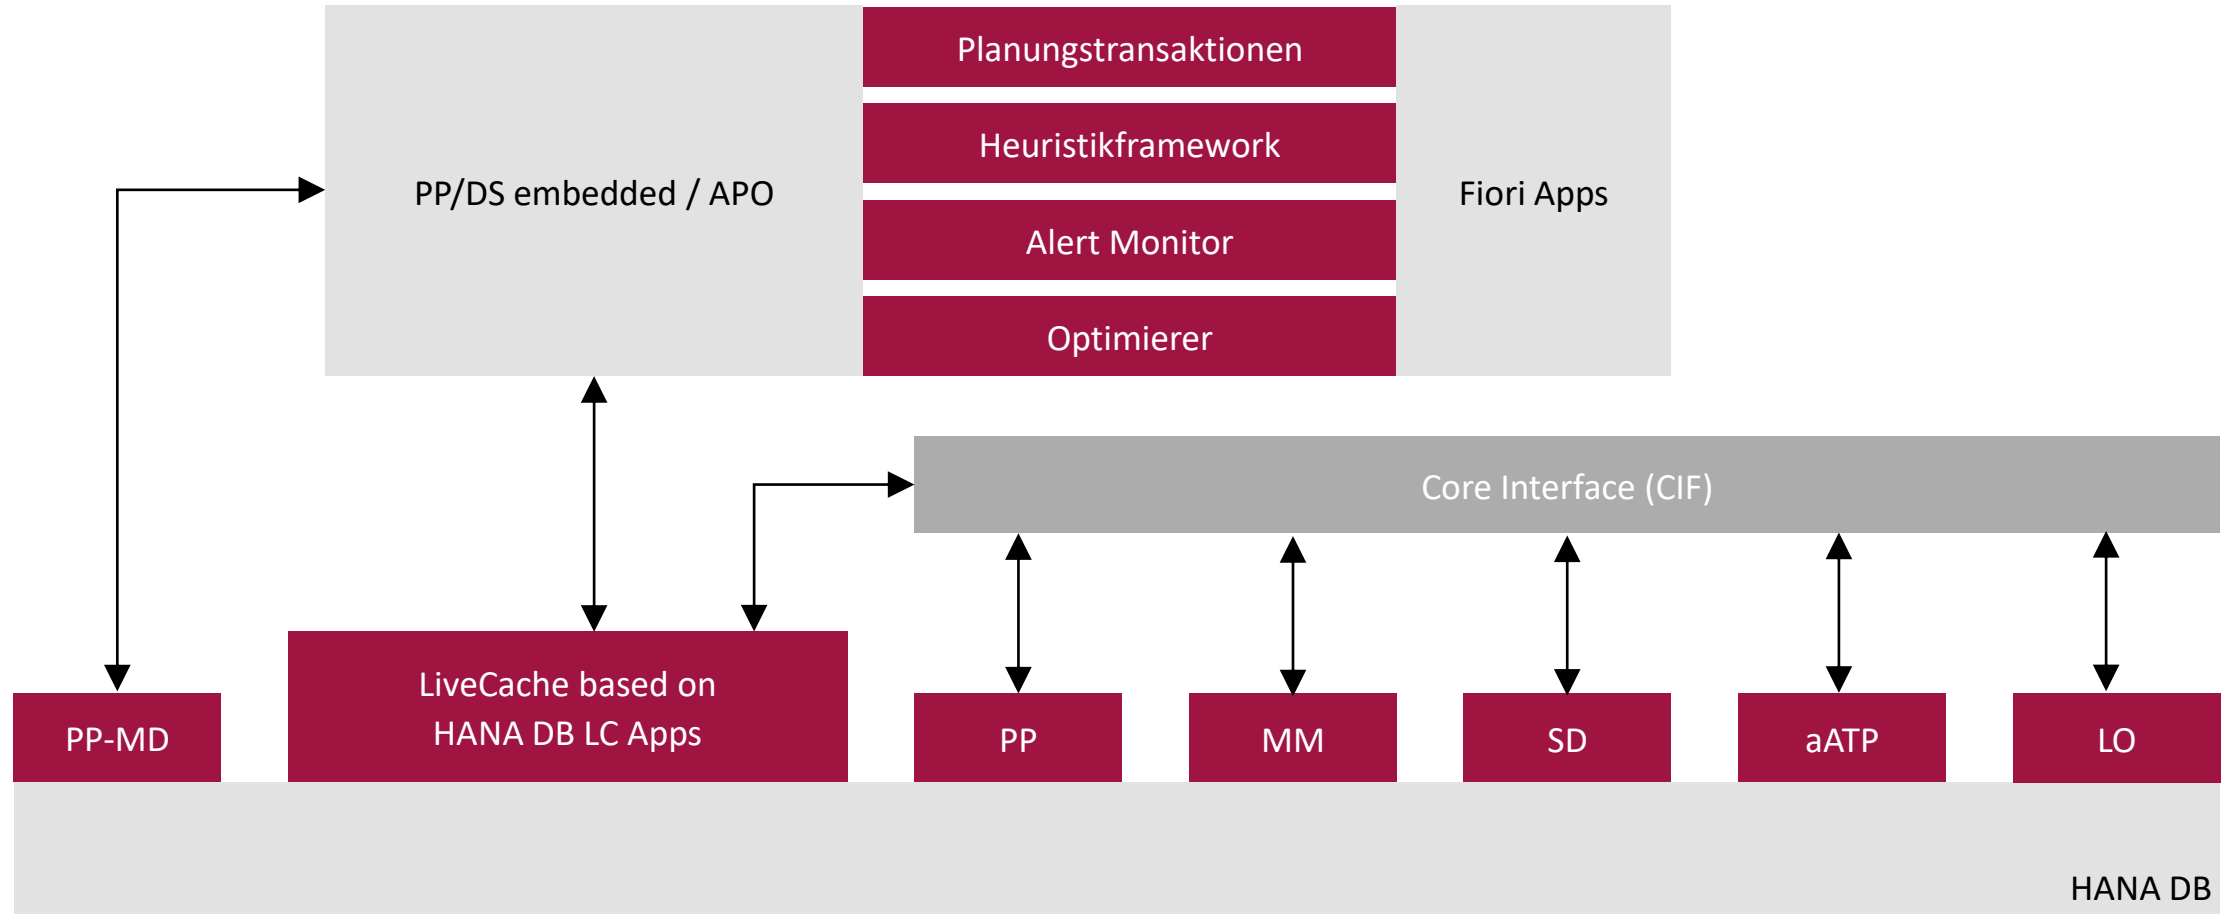 Planungstransaktionen
Heuristikframework
PP/DS embedded / APO
Fiori Apps
Alert Monitor
Optimierer
Core Interface (CIF)
LiveCache based on
HANA DB LC Apps
PP-MD
PP
MM
SD
aATP
LO
HANA DB